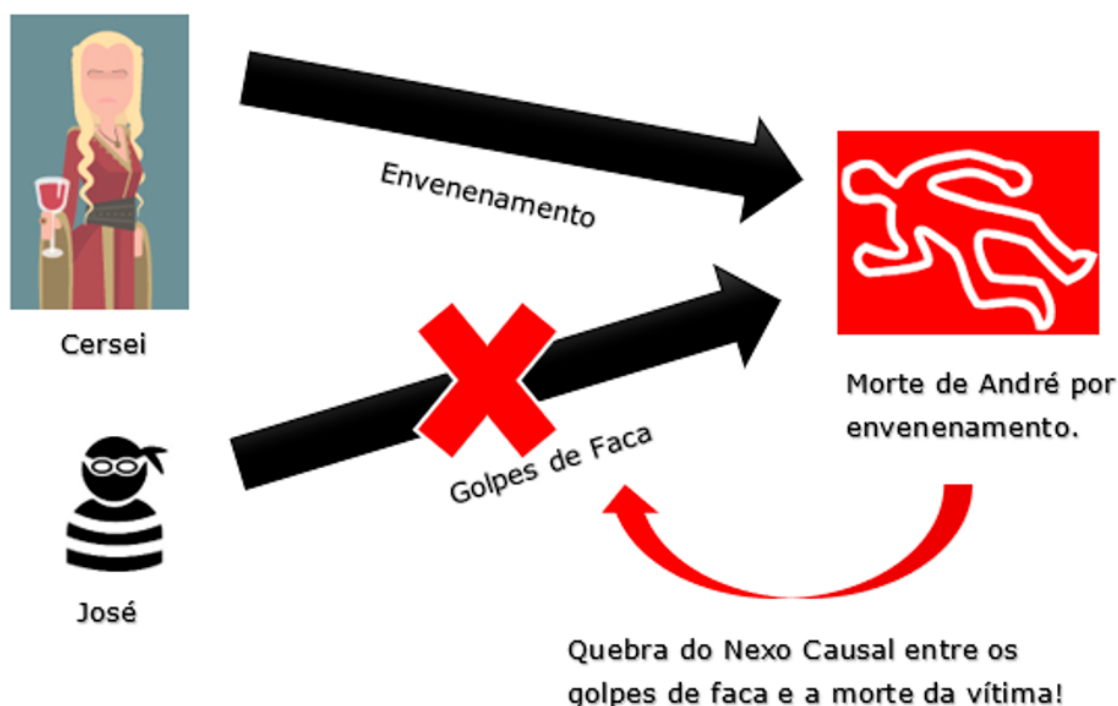 Envenenamento
Cersei
Golpes de Faca
Morte de André por
envenenamento.
José
Quebra do Nexo Causal entre os
golpes de faca e a morte da vítima!